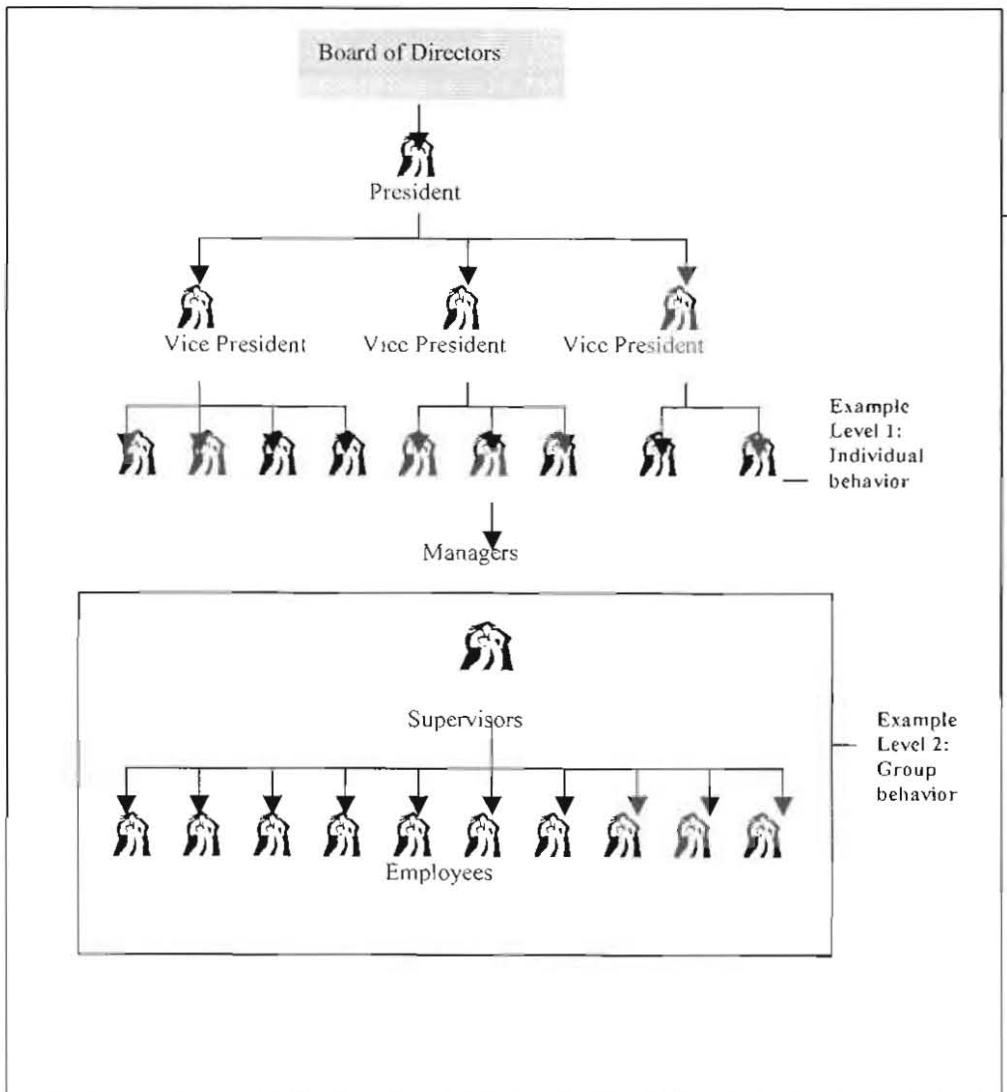 Board of Directors
President
Vice President
Vice President
Vice President
Example
Level 1:
Individual
behavior
Managers
Supervisors
Example
Level 2:
Group
behavior
Employees